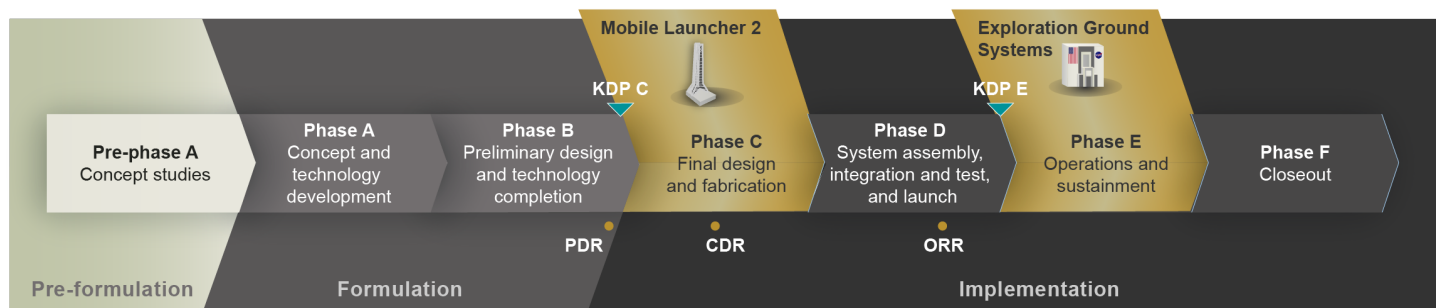 Mobile Launcher 2
Exploration Ground
Systems
KDP C
KDP E
Pre-phase A
Concept studies
Phase A
Concept and
technology
development
Phase B
Preliminary design
and technology
completion
Phase C
Final design
and fabrication
Phase D
System assembly,
integration and test,
and launch
Phase E
Operations and
sustainment
Phase F
Closeout
PDR
CDR
ORR
Pre-formulation
Formulation
Implementation